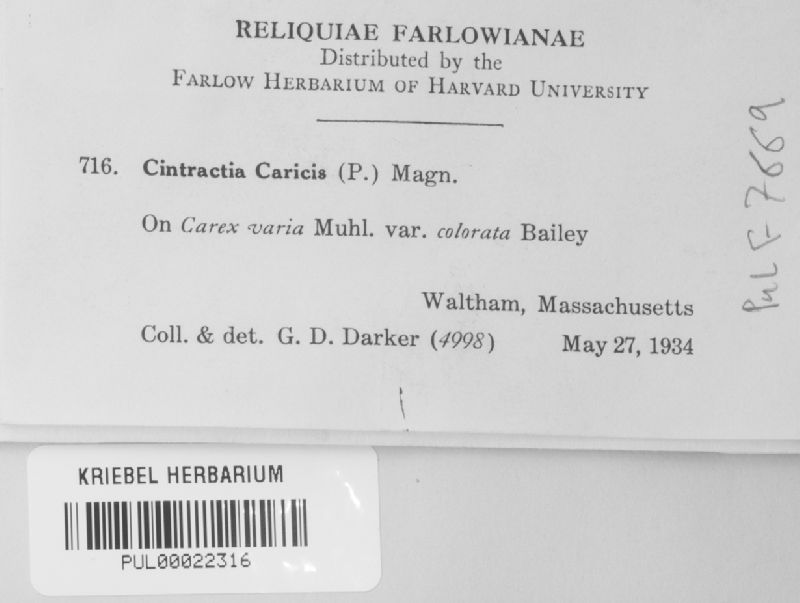 RELIQUIAE FARLOWIANAE
Distributed by the
FARLOW HERBARIUM OF HARVARD UNIVERSITY
716. Cintractia Caricis (P.) Magn.
On Carex varia Muhl. var. colorata Bailey
Waltham, Massachusetts
Coll. & det. G. D. Darker (4998) May 27, 1934
PUL F-7669
KRIEBEL HERBARIUM
PUL00022316